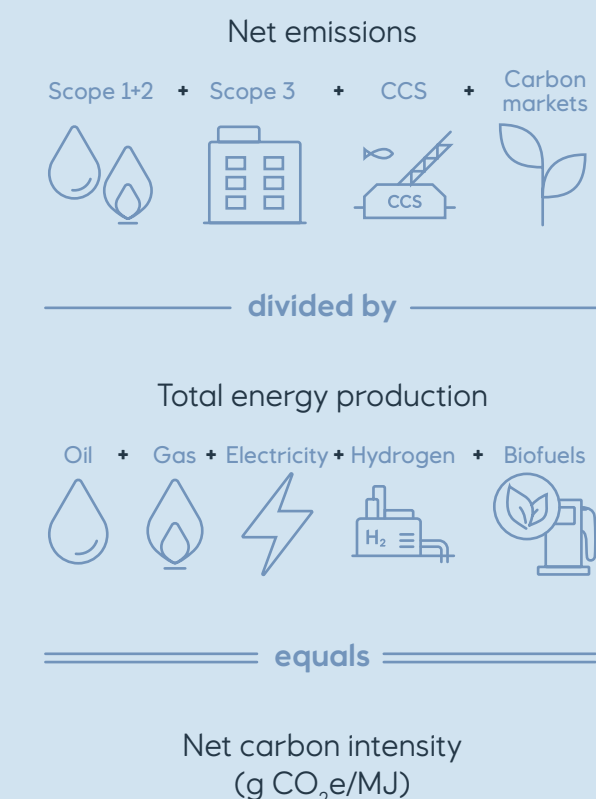 Net emissions
Scope 1+2 + Scope 3 + CCS + Carbon markets
CCS
divided by
Total energy production
Oil + Gas + Electricity + Hydrogen + Biofuels
H₂
equals
Net carbon intensity
(g CO₂e/MJ)